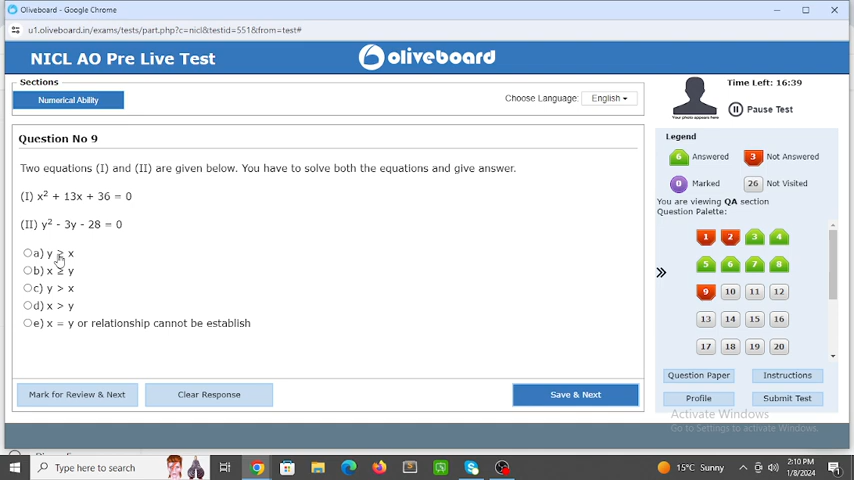 Oliveboard - Google Chrome
u1.oliveboard.in/exams/tests/part.php?c=nicl&testid=551&from=test#
NICL AO Pre Live Test
oliveboard
Sections
Numerical Ability
Choose Language:
English
Your photo appears here
Time Left: 16:39
Pause Test
Question No 9
Two equations (I) and (II) are given below. You have to solve both the equations and give answer.
(I) x² + 13x + 36 = 0
(II) y² - 3y - 28 = 0
a) y ≥ x
b) x ≥ y
c) y > x
d) x > y
e) x = y or relationship cannot be establish
Mark for Review & Next
Clear Response
Save & Next
Legend
6 Answered 3 Not Answered
0 Marked 26 Not Visited
You are viewing QA section
Question Palette:
1 2 3 4
5 6 7 8
9 10 11 12
13 14 15 16
17 18 19 20
Question Paper Instructions
Profile Submit Test
Activate Windows
Go to Settings to activate Windows.
Type here to search
15°C Sunny
2:10 PM
1/8/2024